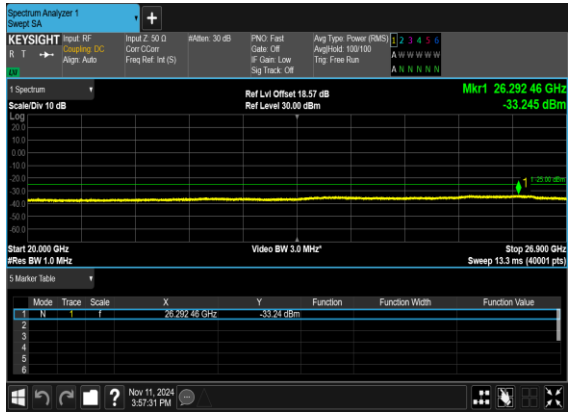 Spectrum Analyzer 1
Swept SA
+
KEYSIGHT Input: RF Input Z: 50 Ω #Atten: 30 dB PNO: Fast Avg Type: Power (RMS) 1 2 3 4 5 6
R T Coupling: DC Corr CCorr Gate: Off Avg|Hold: 100/100 A W W W W W
Align: Auto Freq Ref: Int (S) IF Gain: Low Trig: Free Run
LXI Sig Track: Off A N N N N N
1 Spectrum Ref Lvl Offset 18.57 dB Mkr1 26.292 46 GHz
Scale/Div 10 dB Ref Level 30.00 dBm -33.245 dBm
Log
20.0
10.0
0.00
-10.0
-20.0
1 -25.00 dBm
1
-30.0
-40.0
-50.0
-60.0
Start 20.000 GHz Video BW 3.0 MHz* Stop 26.900 GHz
#Res BW 1.0 MHz Sweep 13.3 ms (40001 pts)
5 Marker Table
Mode Trace Scale X Y Function Function Width Function Value
1 N 1 f 26.292 46 GHz -33.24 dBm
2
3
4
5
6
? Nov 11, 2024
3:57:31 PM